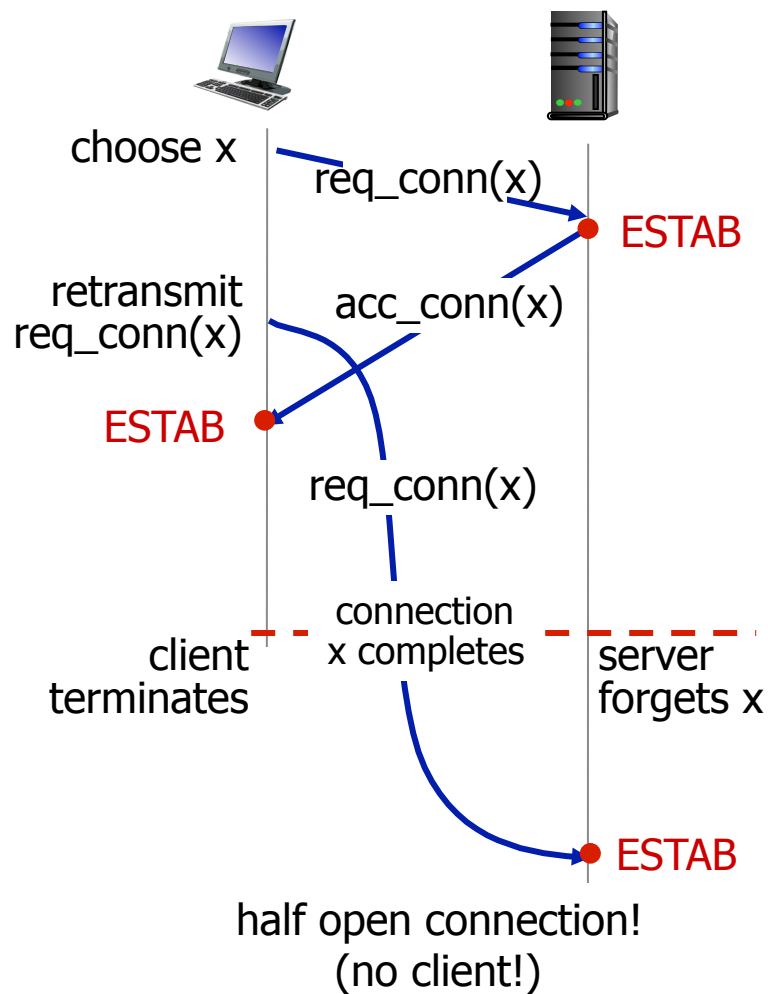 choose x
req_conn(x)
ESTAB
retransmit
req_conn(x)
acc_conn(x)
ESTAB
req_conn(x)
connection
x completes
client
terminates
server
forgets x
ESTAB
half open connection!
(no client!)